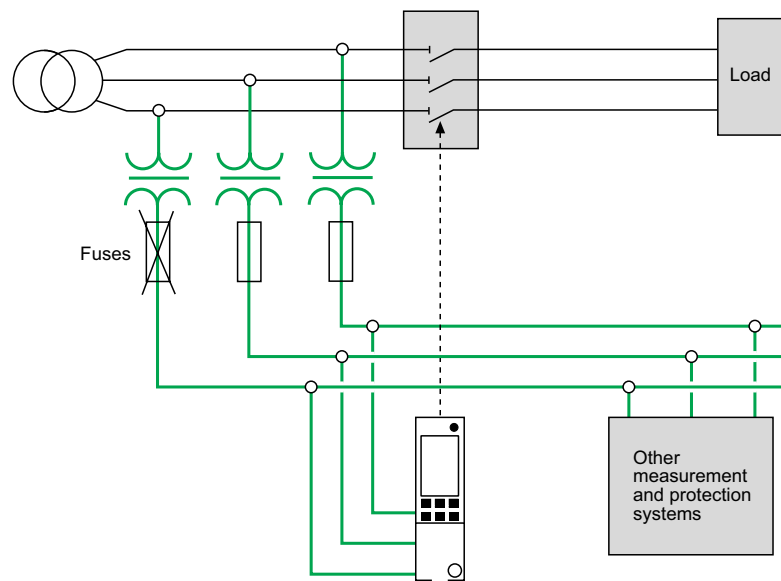 Load
Fuses
Other
measurement
and protection
systems